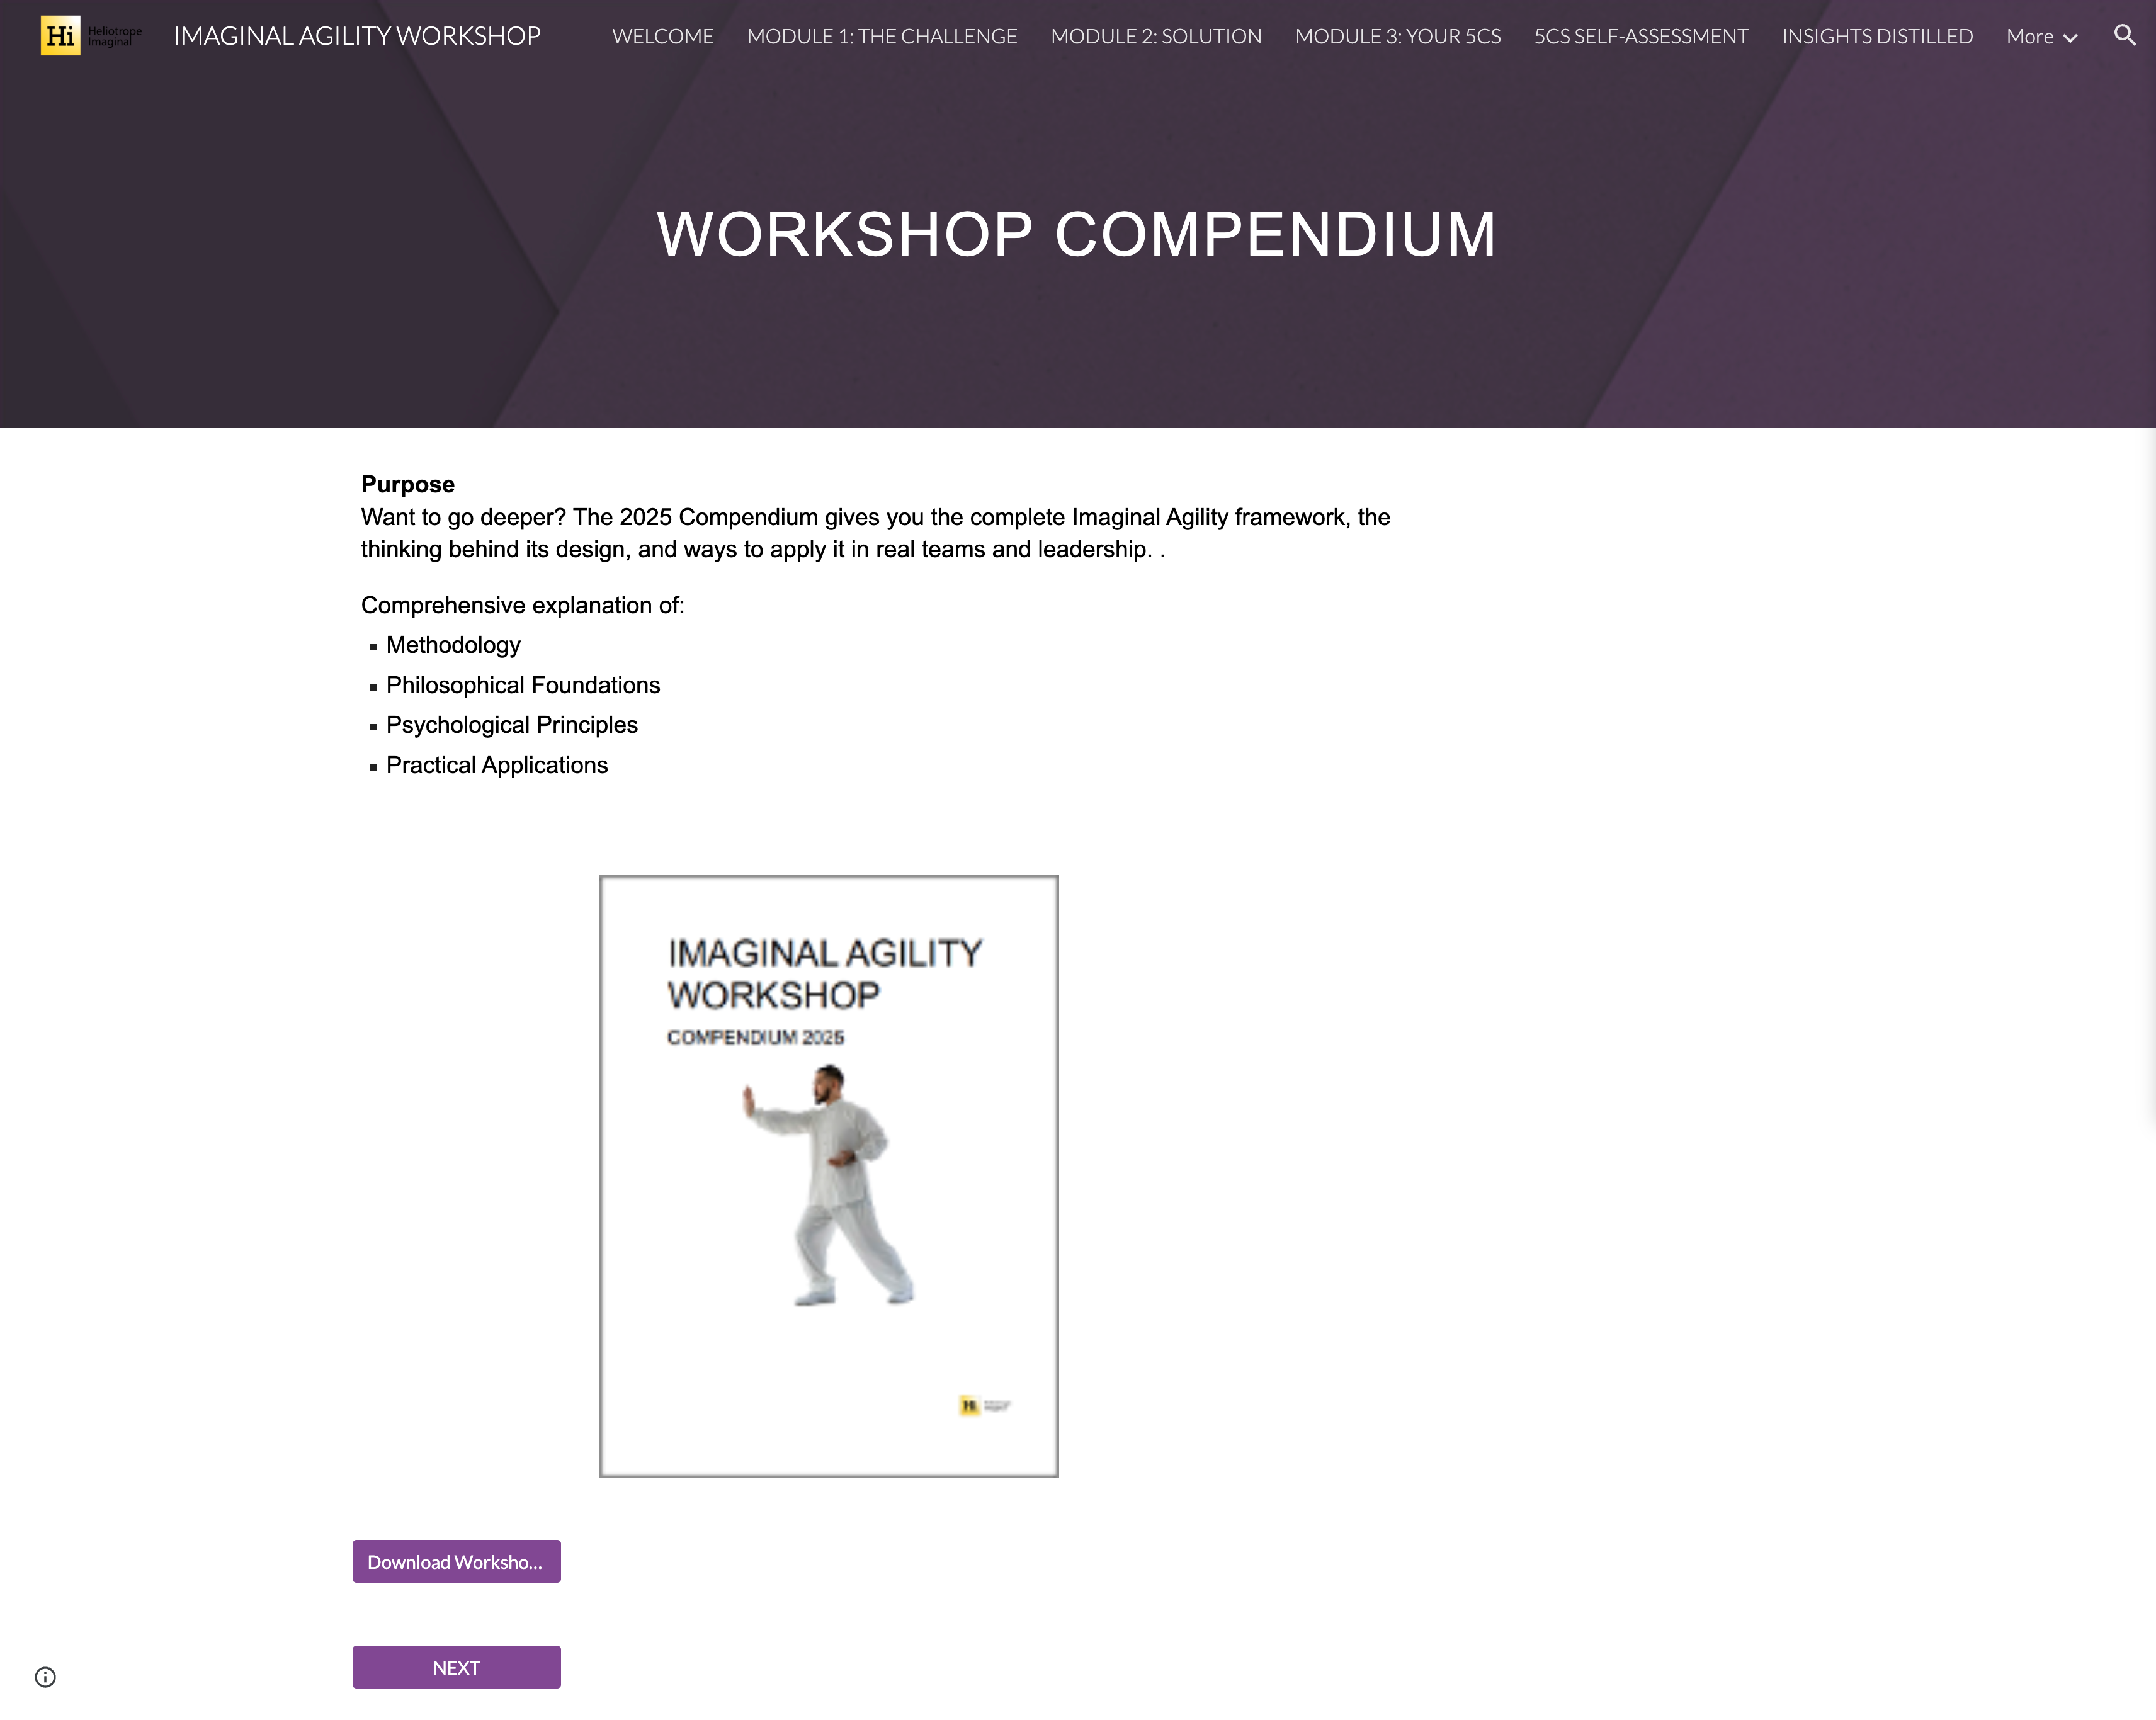 Hi Heliotrope
Imaginal
IMAGINAL AGILITY WORKSHOP
WELCOME
MODULE 1: THE CHALLENGE
MODULE 2: SOLUTION
MODULE 3: YOUR 5CS
5CS SELF-ASSESSMENT
INSIGHTS DISTILLED
More
WORKSHOP COMPENDIUM
Purpose
Want to go deeper? The 2025 Compendium gives you the complete Imaginal Agility framework, the
thinking behind its design, and ways to apply it in real teams and leadership. .
Comprehensive explanation of:
▪ Methodology
▪ Philosophical Foundations
▪ Psychological Principles
▪ Practical Applications
IMAGINAL AGILITY
WORKSHOP
COMPENDIUM 2025
Hi
Download Worksho...
NEXT